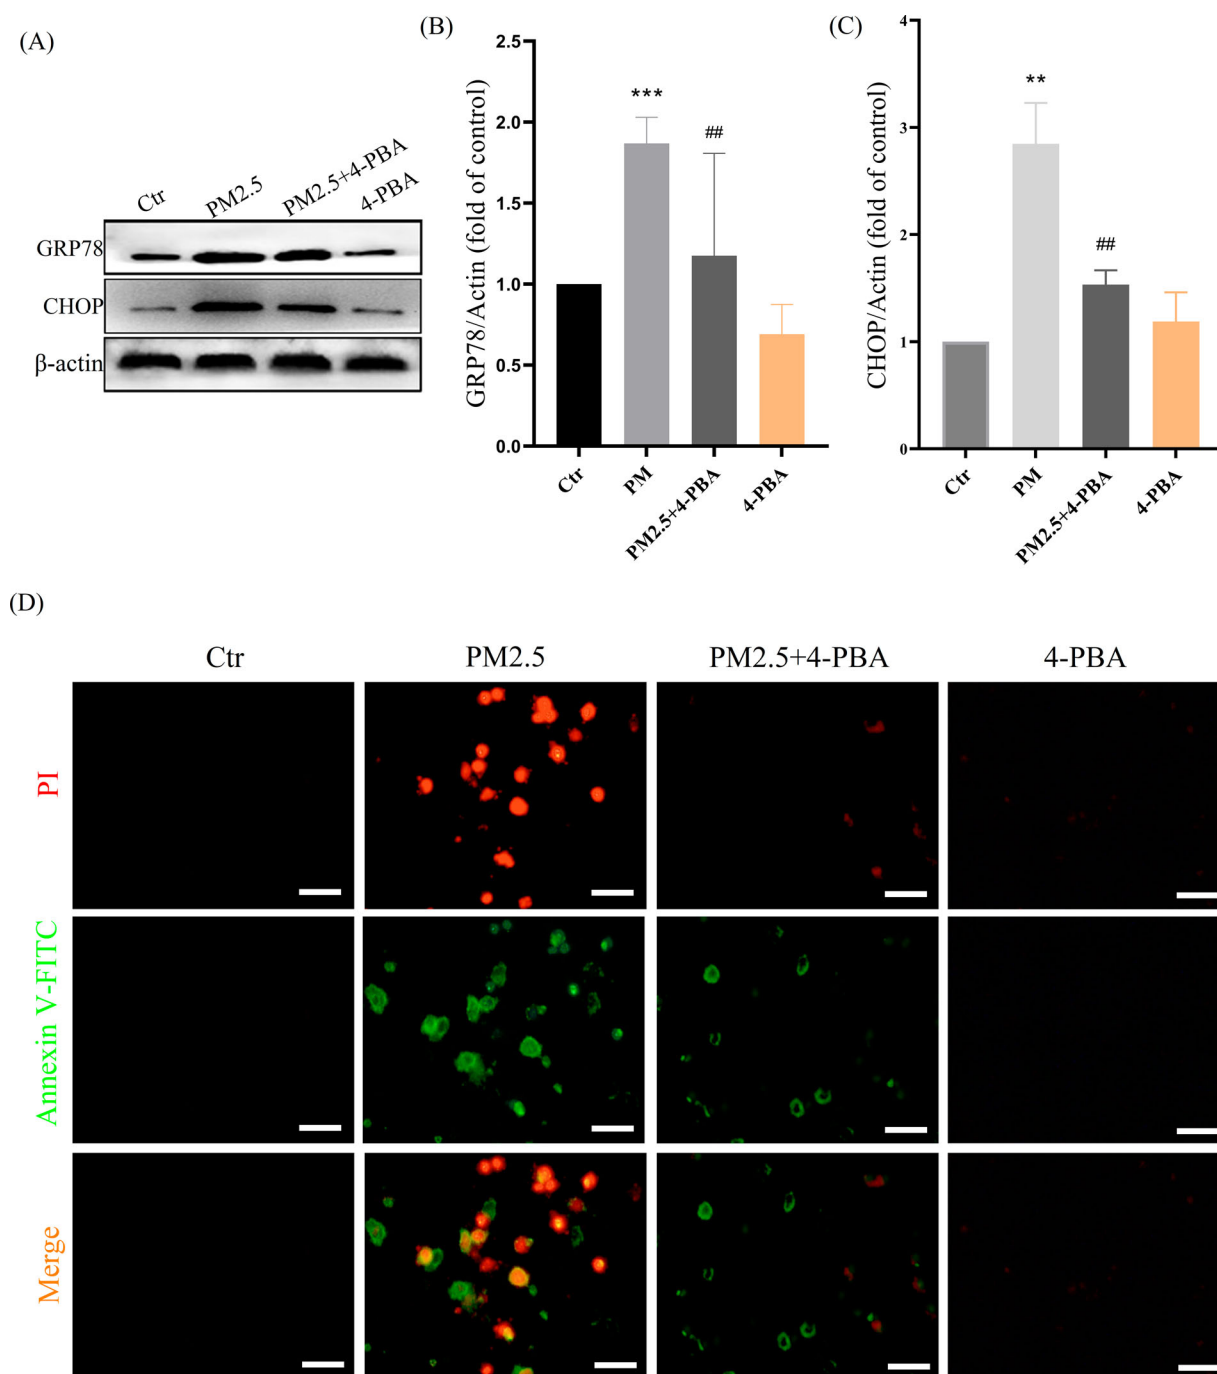 (A)
Ctr
PM2.5
PM2.5+4-PBA
4-PBA
GRP78
CHOP
β-actin
(B)
GRP78/Actin (fold of control)
2.5
2.0
1.5
1.0
0.5
0.0
***
##
Ctr
PM
PM2.5+4-PBA
4-PBA
(C)
CHOP/Actin (fold of control)
4
3
2
1
0
**
##
Ctr
PM
PM2.5+4-PBA
4-PBA
(D)
Ctr
PM2.5
PM2.5+4-PBA
4-PBA
PI
Annexin V-FITC
Merge